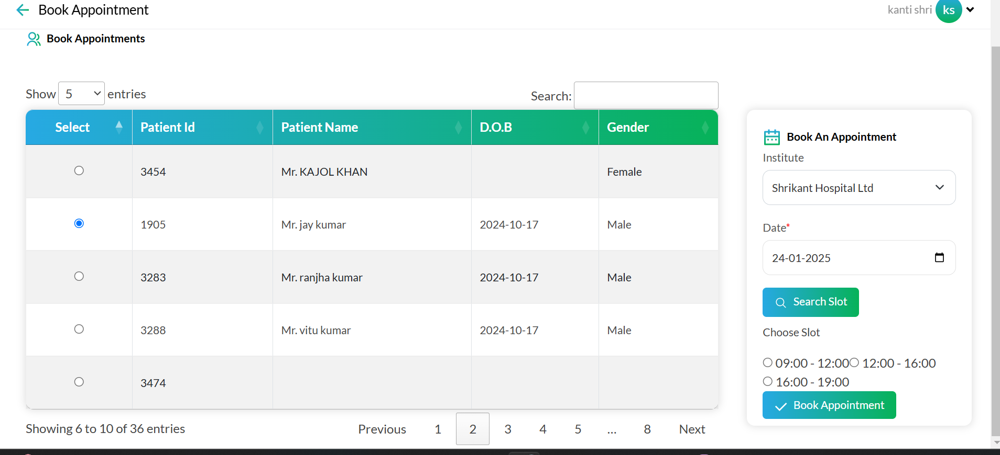 Book Appointment
kanti shri ks
Book Appointments
Show 5 entries
Search:
Select Patient Id Patient Name D.O.B Gender
3454 Mr. KAJOL KHAN Female
1905 Mr. jay kumar 2024-10-17 Male
3283 Mr. ranjha kumar 2024-10-17 Male
3288 Mr. vitu kumar 2024-10-17 Male
3474
Showing 6 to 10 of 36 entries
Previous 1 2 3 4 5 ... 8 Next
Book An Appointment
Institute
Shrikant Hospital Ltd
Date*
24-01-2025
Search Slot
Choose Slot
09:00 - 12:00 12:00 - 16:00
16:00 - 19:00
Book Appointment